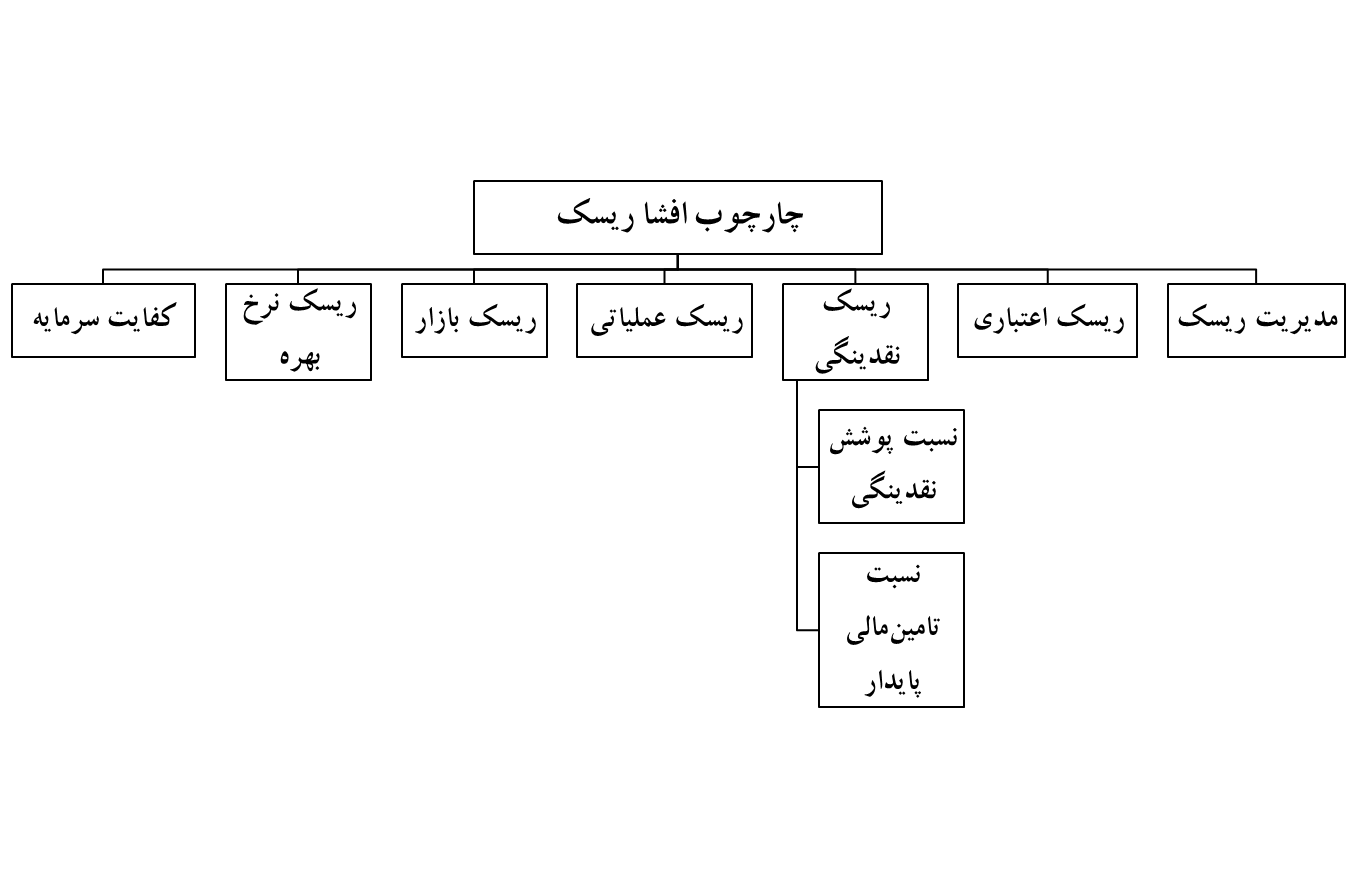 چارچوب افشا ریسک
مدیریت ریسک
ریسک اعتباری
ریسک
نقدینگی
نسبت پوشش
نقدینگی
نسبت
تامین‌مالی
پایدار
ریسک عملیاتی
ریسک بازار
ریسک نرخ
بهره
کفایت سرمایه